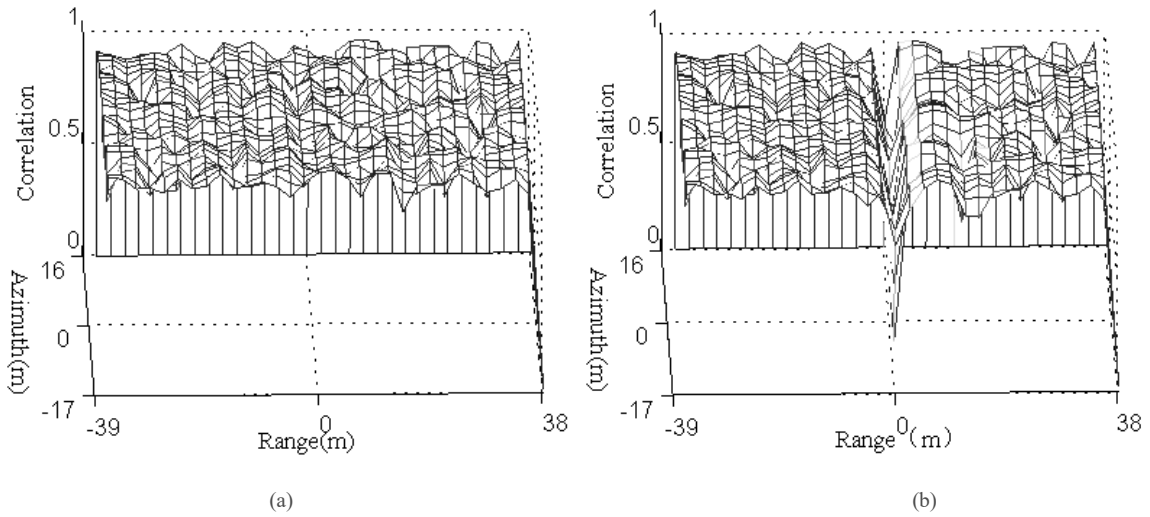 1
0.5
0
Correlation
16
0
-17
Azimuth(m)
-39
0
38
Range(m)
(a)
1
0.5
0
Correlation
16
0
-17
Azimuth(m)
-39
0
38
Range (m)
(b)